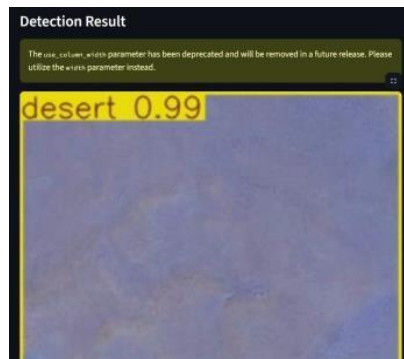 Detection Result
The use_column_width parameter has been deprecated and will be removed in a future release. Please
utilize the width parameter instead.
desert 0.99